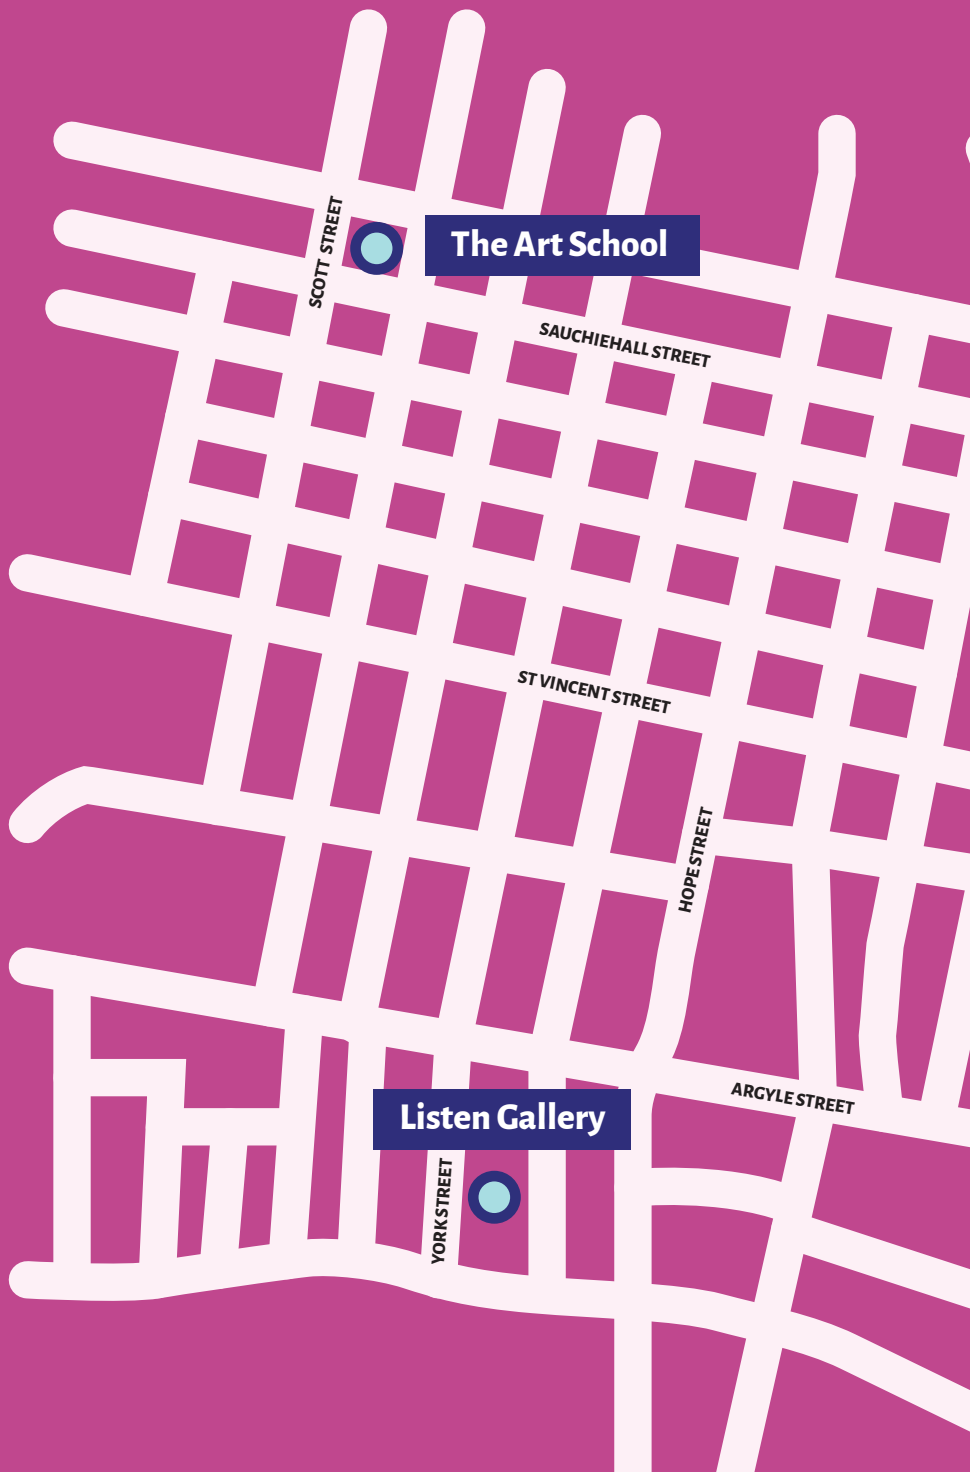 SCOTT STREET
The Art School
SAUCHIEHALL STREET
ST VINCENT STREET
HOPE STREET
ARGYLE STREET
Listen Gallery
YORK STREET